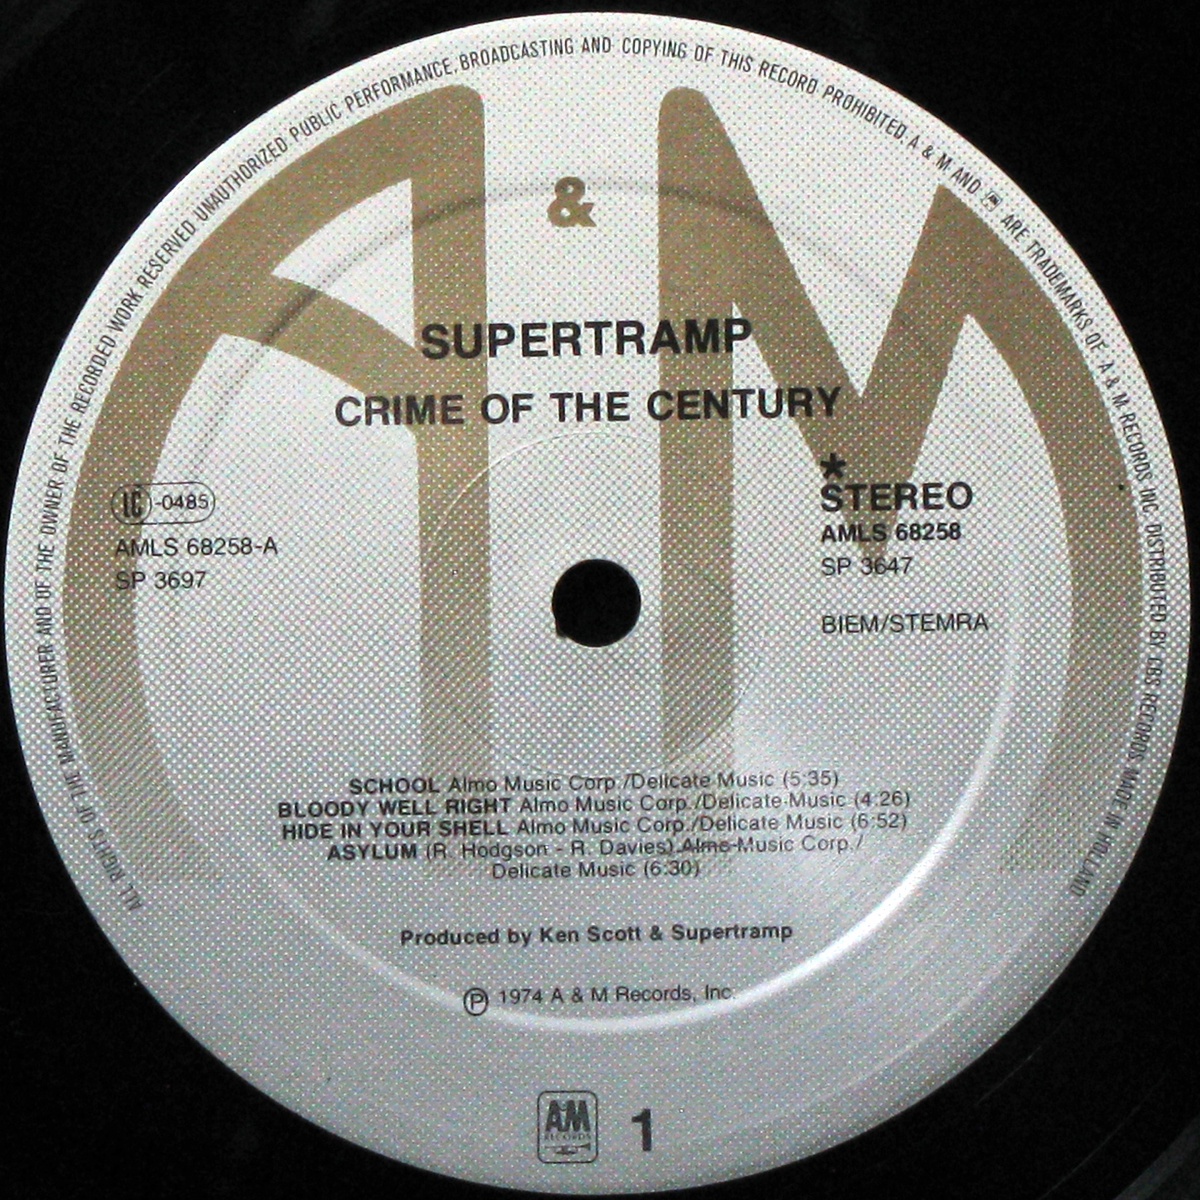 ALL RIGHTS OF THE MANUFACTURER AND OF THE OWNER OF THE RECORDED WORK RESERVED UNAUTHORIZED PUBLIC PERFORMANCE, BROADCASTING AND COPYING OF THIS RECORD PROHIBITED. A & M AND ARE TRADEMARKS OF A & M RECORDS INC. DISTRIBUTED BY CBS RECORDS. MADE IN HOLLAND
A & M
SUPERTRAMP
CRIME OF THE CENTURY
LC -0485
AMLS 68258-A
SP 3697
★
STEREO
AMLS 68258
SP 3647
BIEM/STEMRA
SCHOOL Almo Music Corp./Delicate Music (5:35)
BLOODY WELL RIGHT Almo Music Corp./Delicate Music (4:26)
HIDE IN YOUR SHELL Almo Music Corp./Delicate Music (6:52)
ASYLUM (R. Hodgson - R. Davies) Almo Music Corp./
Delicate Music (6:30)
Produced by Ken Scott & Supertramp
℗ 1974 A & M Records, Inc.
AM
RECORDS
1